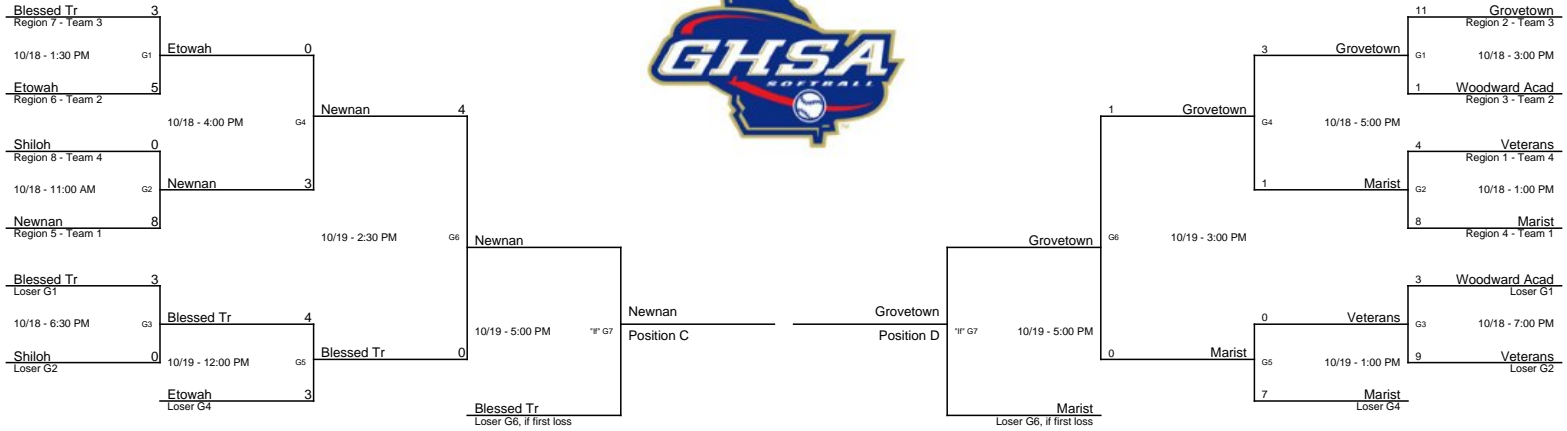 GHSA
SOFTBALL
Blessed Tr 3
Region 7 - Team 3
10/18 - 1:30 PM G1
Etowah 0
Etowah 5
Region 6 - Team 2
10/18 - 4:00 PM G4
Newnan 4
Shiloh 0
Region 8 - Team 4
10/18 - 11:00 AM G2
Newnan 3
Newnan 8
Region 5 - Team 1
10/19 - 2:30 PM G6
Newnan
Blessed Tr 3
Loser G1
10/18 - 6:30 PM G3
Blessed Tr 4
Shiloh 0
Loser G2
10/19 - 12:00 PM G5
Blessed Tr 0
Etowah 3
Loser G4
10/19 - 5:00 PM "If" G7
Newnan
Position C
Blessed Tr
Loser G6, if first loss
11 Grovetown
Region 2 - Team 3
3 Grovetown
G1 10/18 - 3:00 PM
1 Woodward Acad
Region 3 - Team 2
1 Grovetown
G4 10/18 - 5:00 PM
4 Veterans
Region 1 - Team 4
1 Marist
G2 10/18 - 1:00 PM
8 Marist
Region 4 - Team 1
Grovetown
G6 10/19 - 3:00 PM
3 Woodward Acad
Loser G1
0 Veterans
G3 10/18 - 7:00 PM
9 Veterans
Loser G2
0 Marist
G5 10/19 - 1:00 PM
7 Marist
Loser G4
Grovetown
Position D
"If" G7 10/19 - 5:00 PM
Marist
Loser G6, if first loss